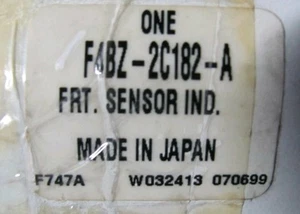 ONE
F4BZ-2C182-A
FRT. SENSOR IND.
MADE IN JAPAN
F747A W032413 070699